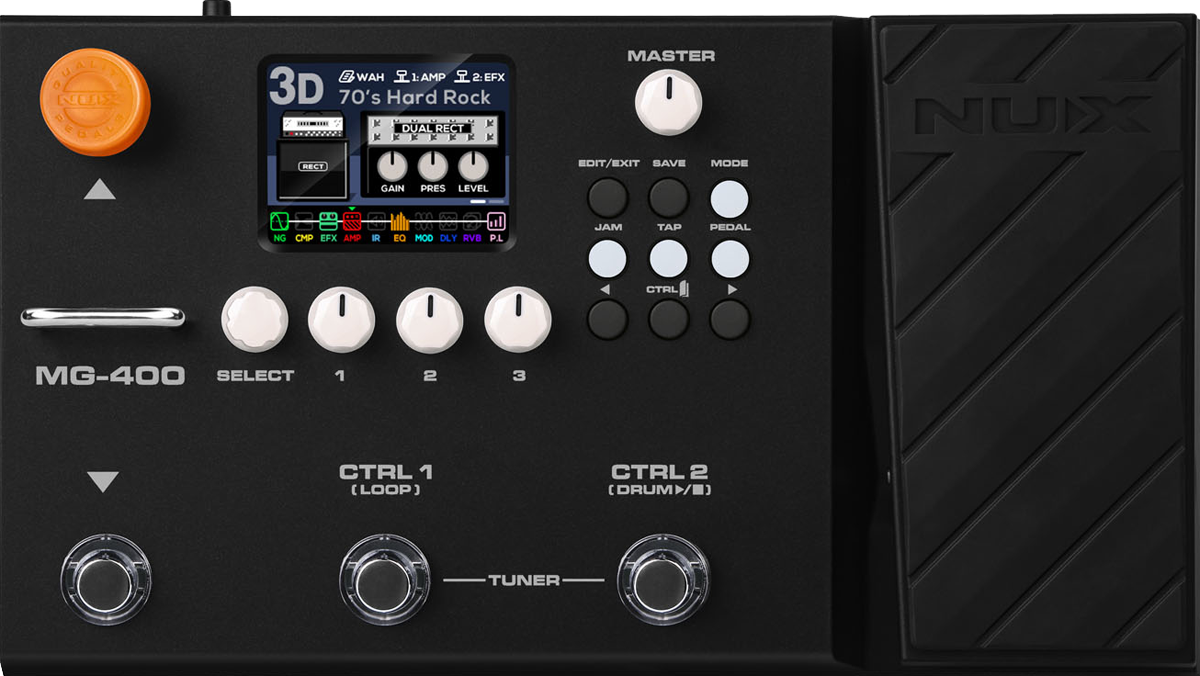 QUALITY
NUX
PEDALS
3D
WAH 1:AMP 2:EFX
70's Hard Rock
DUAL RECT
RECT
GAIN PRES LEVEL
NG CMP EFX AMP IR EQ MOD DLY RVB P.L
MASTER
EDIT/EXIT SAVE MODE
JAM TAP PEDAL
CTRL
NUX
MG-400
SELECT 1 2 3
CTRL 1
(LOOP)
CTRL 2
(DRUM▶/■)
TUNER